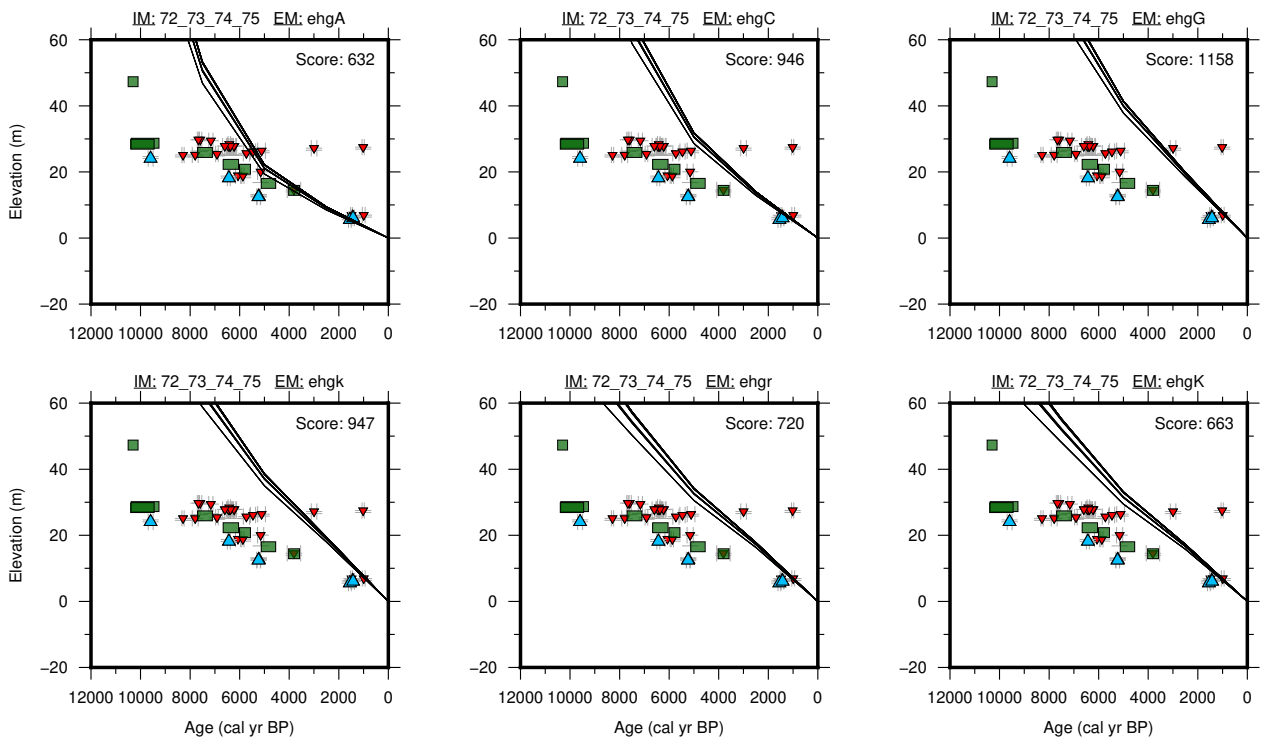 IM: 72_73_74_75 EM: ehgA
IM: 72_73_74_75 EM: ehgC
IM: 72_73_74_75 EM: ehgG
Score: 632
Score: 946
Score: 1158
60
40
20
0
−20
Elevation (m)
12000 10000 8000 6000 4000 2000 0
60
40
20
0
−20
12000 10000 8000 6000 4000 2000 0
60
40
20
0
−20
12000 10000 8000 6000 4000 2000 0
IM: 72_73_74_75 EM: ehgk
IM: 72_73_74_75 EM: ehgr
IM: 72_73_74_75 EM: ehgK
Score: 947
Score: 720
Score: 663
60
40
20
0
−20
Elevation (m)
12000 10000 8000 6000 4000 2000 0
Age (cal yr BP)
60
40
20
0
−20
12000 10000 8000 6000 4000 2000 0
Age (cal yr BP)
60
40
20
0
−20
12000 10000 8000 6000 4000 2000 0
Age (cal yr BP)